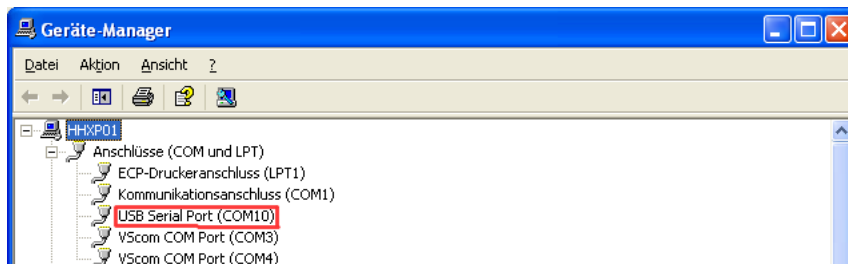 Geräte-Manager
Datei Aktion Ansicht ?
HHXP01
Anschlüsse (COM und LPT)
ECP-Druckeranschluss (LPT1)
Kommunikationsanschluss (COM1)
USB Serial Port (COM10)
VScom COM Port (COM3)
VScom COM Port (COM4)